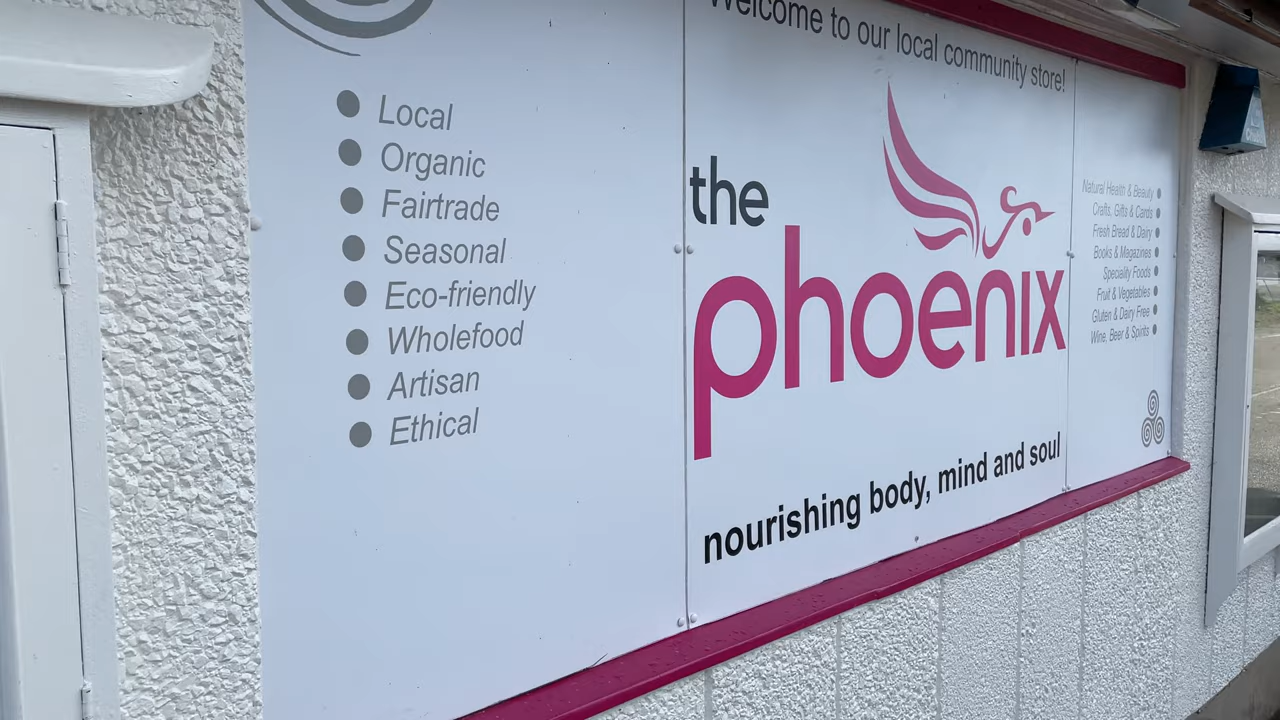 Welcome to our local community store!
Local
Organic
Fairtrade
Seasonal
Eco-friendly
Wholefood
Artisan
Ethical
the
phoenix
nourishing body, mind and soul
Natural Health & Beauty
Crafts, Gifts & Cards
Fresh Bread & Dairy
Books & Magazines
Speciality Foods
Fruit & Vegetables
Gluten & Dairy Free
Wine, Beer & Spirits